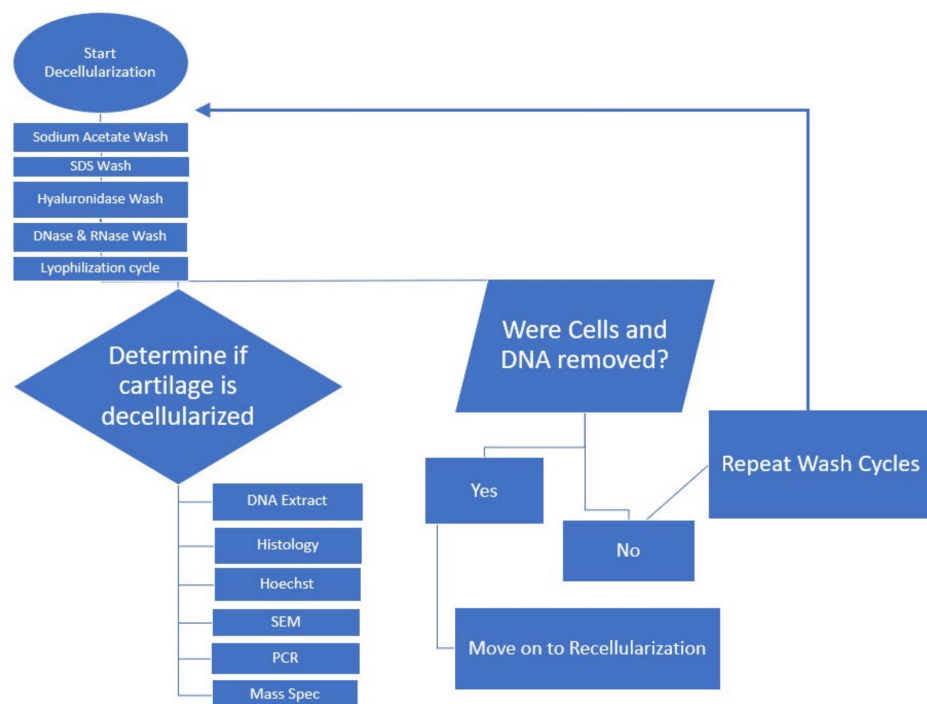 Start
Decellularization
Sodium Acetate Wash
SDS Wash
Hyaluronidase Wash
DNase & RNase Wash
Lyophilization cycle
Determine if
cartilage is
decellularized
DNA Extract
Histology
Hoechst
SEM
PCR
Mass Spec
Were Cells and
DNA removed?
Yes
No
Repeat Wash Cycles
Move on to Recellularization